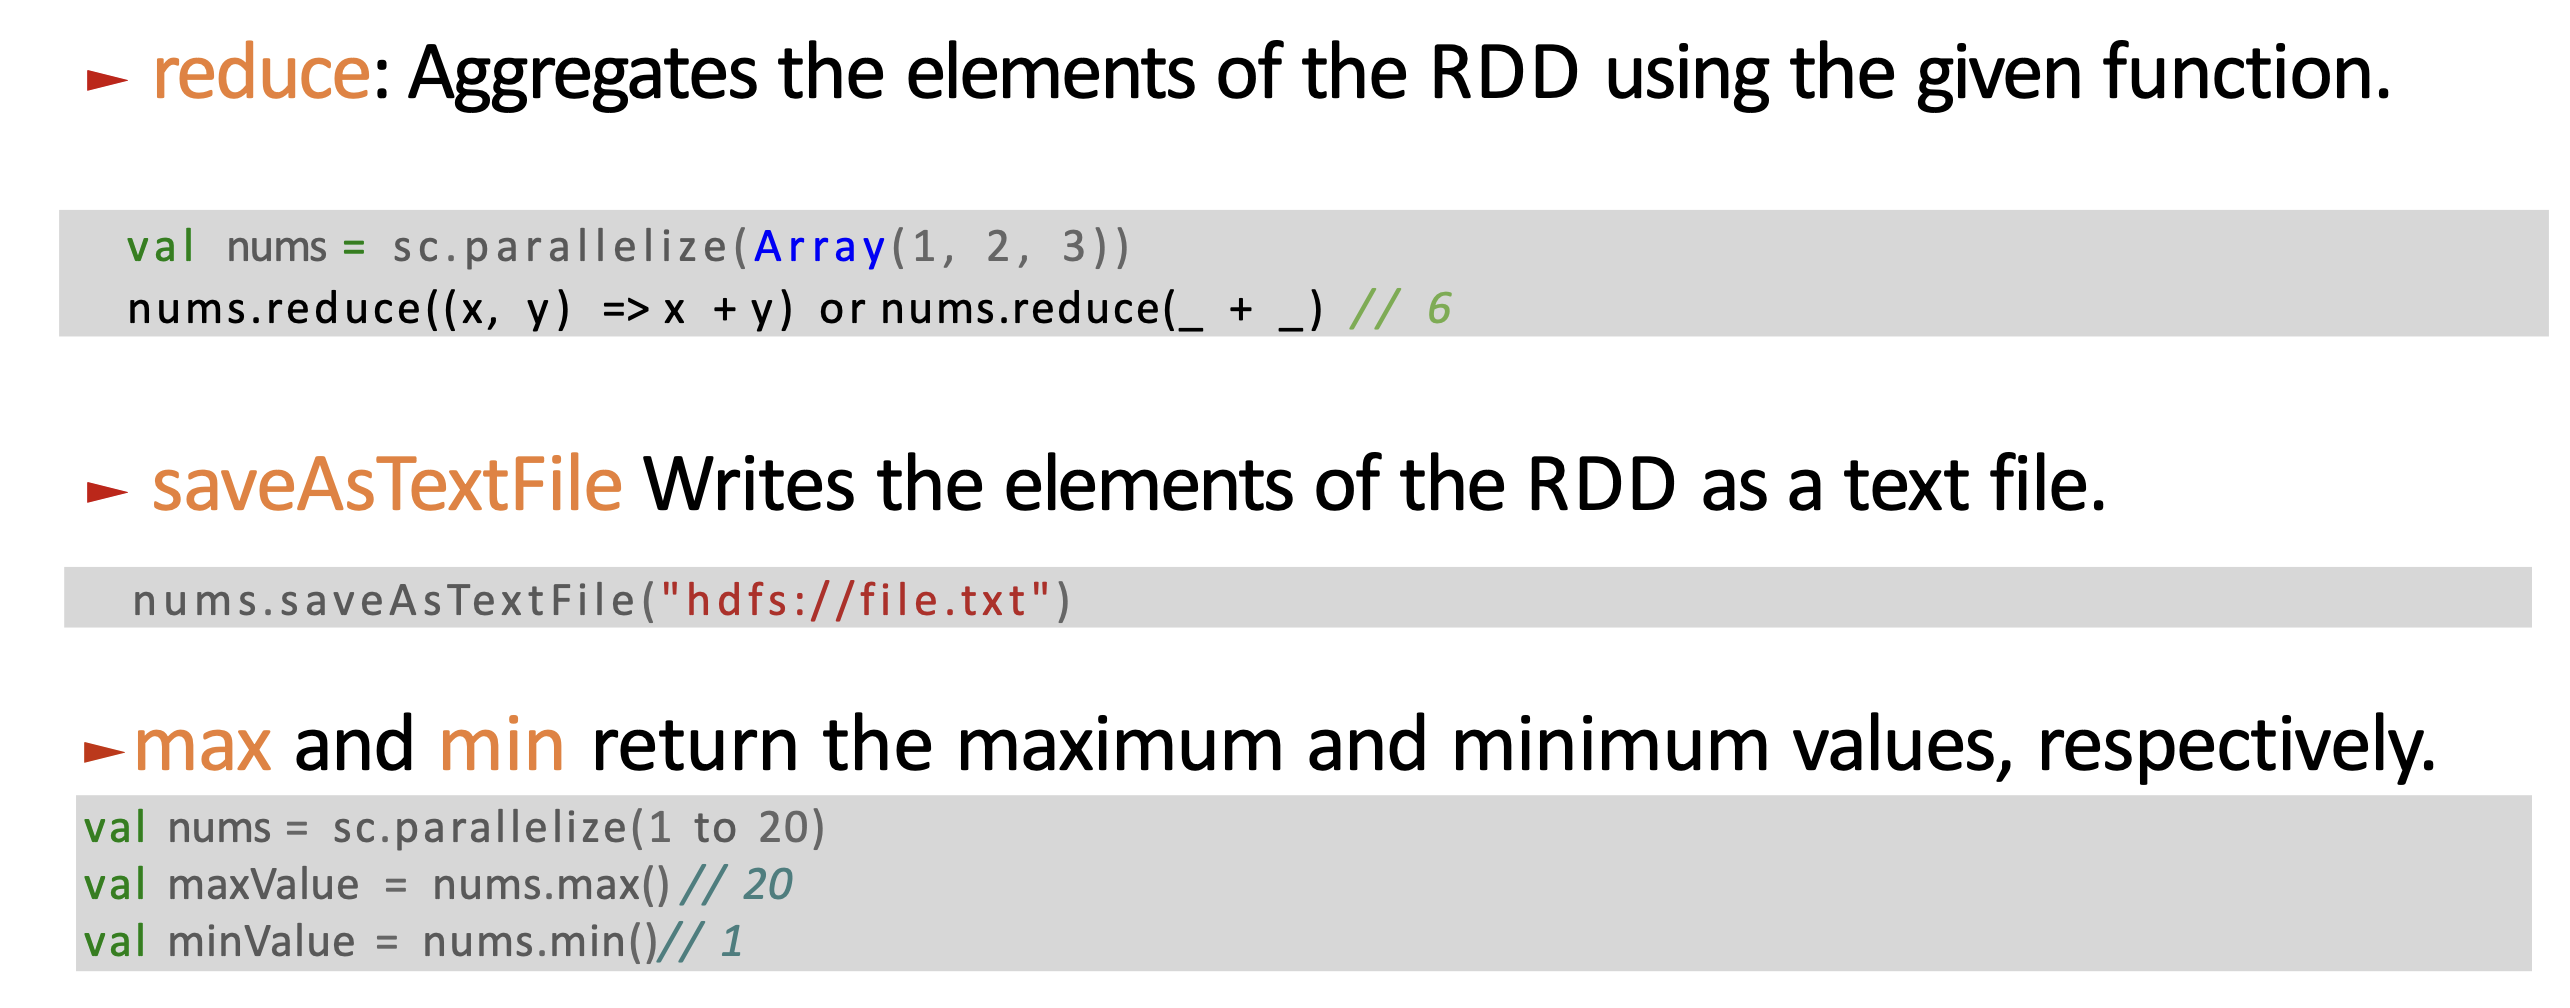 ► reduce: Aggregates the elements of the RDD using the given function.
val nums = sc.parallelize(Array(1, 2, 3))
nums.reduce((x, y) => x + y) or nums.reduce(_ + _) // 6
► saveAsTextFile Writes the elements of the RDD as a text file.
nums.saveAsTextFile("hdfs://file.txt")
►max and min return the maximum and minimum values, respectively.
val nums = sc.parallelize(1 to 20)
val maxValue = nums.max() // 20
val minValue = nums.min()// 1